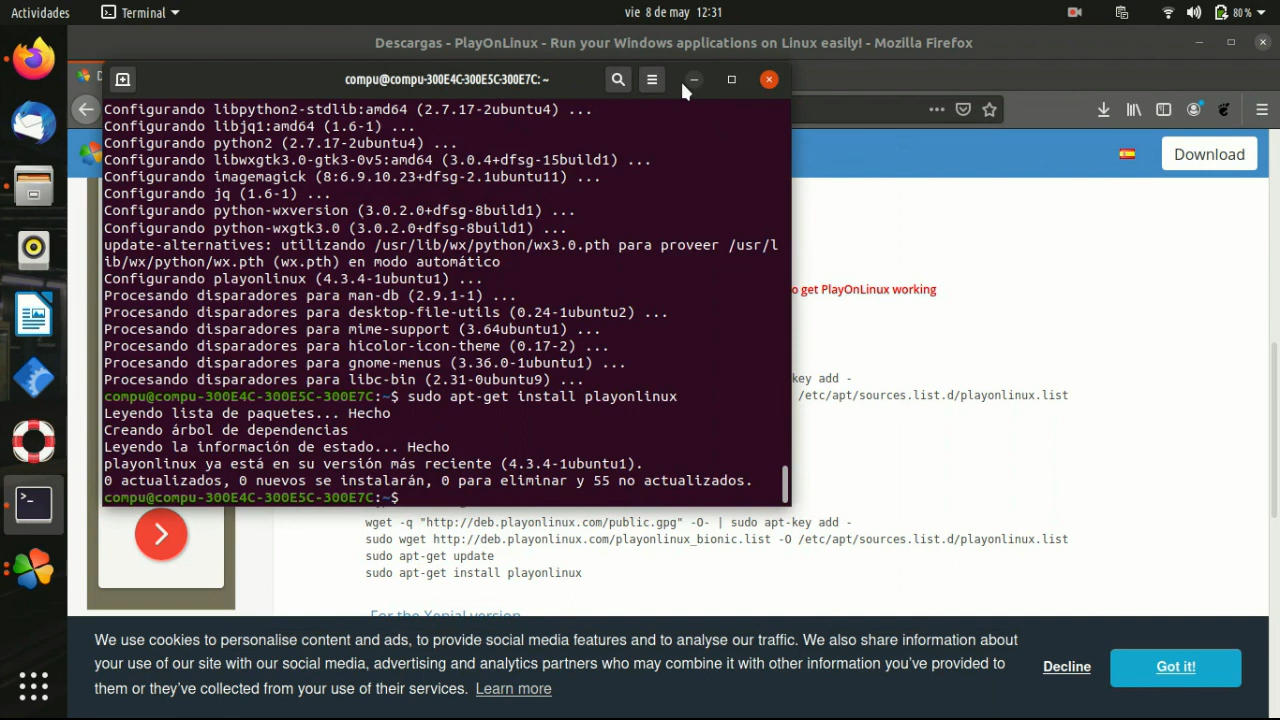 Actividades
Terminal
vie 8 de may 12:31
80 %
Descargas - PlayOnLinux - Run your Windows applications on Linux easily! - Mozilla Firefox
compu@compu-300E4C-300E5C-300E7C: ~
Download
Configurando libpython2-stdlib:amd64 (2.7.17-2ubuntu4) ...
Configurando libjq1:amd64 (1.6-1) ...
Configurando python2 (2.7.17-2ubuntu4) ...
Configurando libwxgtk3.0-gtk3-0v5:amd64 (3.0.4+dfsg-15build1) ...
Configurando imagemagick (8:6.9.10.23+dfsg-2.1ubuntu11) ...
Configurando jq (1.6-1) ...
Configurando python-wxversion (3.0.2.0+dfsg-8build1) ...
Configurando python-wxgtk3.0 (3.0.2.0+dfsg-8build1) ...
update-alternatives: utilizando /usr/lib/wx/python/wx3.0.pth para proveer /usr/l
ib/wx/python/wx.pth (wx.pth) en modo automático
Configurando playonlinux (4.3.4-1ubuntu1) ...
Procesando disparadores para man-db (2.9.1-1) ...
Procesando disparadores para desktop-file-utils (0.24-1ubuntu2) ...
Procesando disparadores para mime-support (3.64ubuntu1) ...
Procesando disparadores para hicolor-icon-theme (0.17-2) ...
Procesando disparadores para gnome-menus (3.36.0-1ubuntu1) ...
Procesando disparadores para libc-bin (2.31-0ubuntu9) ...
compu@compu-300E4C-300E5C-300E7C:~$ sudo apt-get install playonlinux
Leyendo lista de paquetes... Hecho
Creando árbol de dependencias
Leyendo la información de estado... Hecho
playonlinux ya está en su versión más reciente (4.3.4-1ubuntu1).
0 actualizados, 0 nuevos se instalarán, 0 para eliminar y 55 no actualizados.
compu@compu-300E4C-300E5C-300E7C:~$
o get PlayOnLinux working
key add -
/etc/apt/sources.list.d/playonlinux.list
wget -q "http://deb.playonlinux.com/public.gpg" -O- | sudo apt-key add -
sudo wget http://deb.playonlinux.com/playonlinux_bionic.list -O /etc/apt/sources.list.d/playonlinux.list
sudo apt-get update
sudo apt-get install playonlinux
For the Xenial version
We use cookies to personalise content and ads, to provide social media features and to analyse our traffic. We also share information about
your use of our site with our social media, advertising and analytics partners who may combine it with other information you've provided to
them or they've collected from your use of their services. Learn more
Decline
Got it!